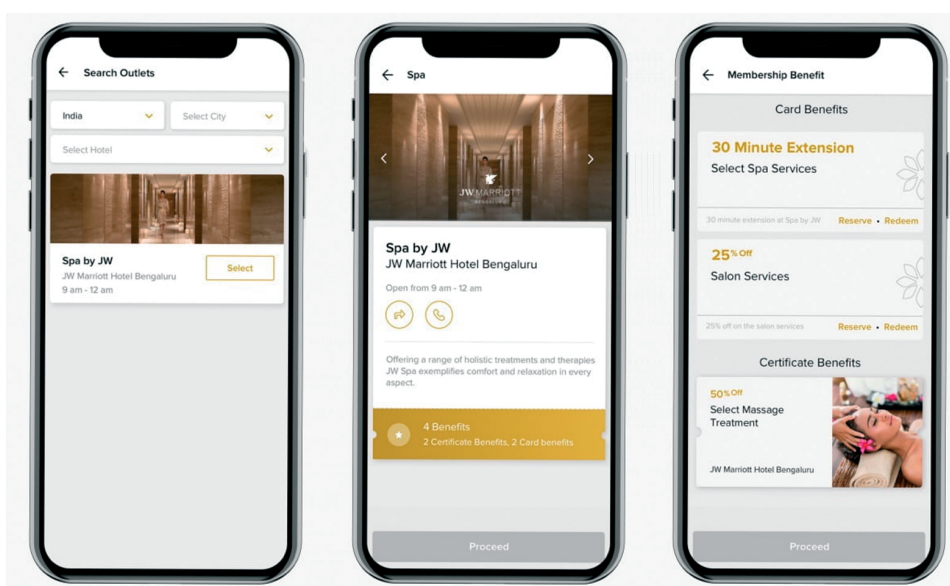 Search Outlets
India
Select City
Select Hotel
Spa by JW
JW Marriott Hotel Bengaluru
9 am - 12 am
Select
Spa
JW MARRIOTT
BENGALURU
Spa by JW
JW Marriott Hotel Bengaluru
Open from 9 am - 12 am
Offering a range of holistic treatments and therapies
JW Spa exemplifies comfort and relaxation in every
aspect.
4 Benefits
2 Certificate Benefits, 2 Card benefits
Proceed
Membership Benefit
Card Benefits
30 Minute Extension
Select Spa Services
30 minute extension at Spa by JW
Reserve • Redeem
25% Off
Salon Services
25% off on the salon services
Reserve • Redeem
Certificate Benefits
50% Off
Select Massage
Treatment
JW Marriott Hotel Bengaluru
Proceed